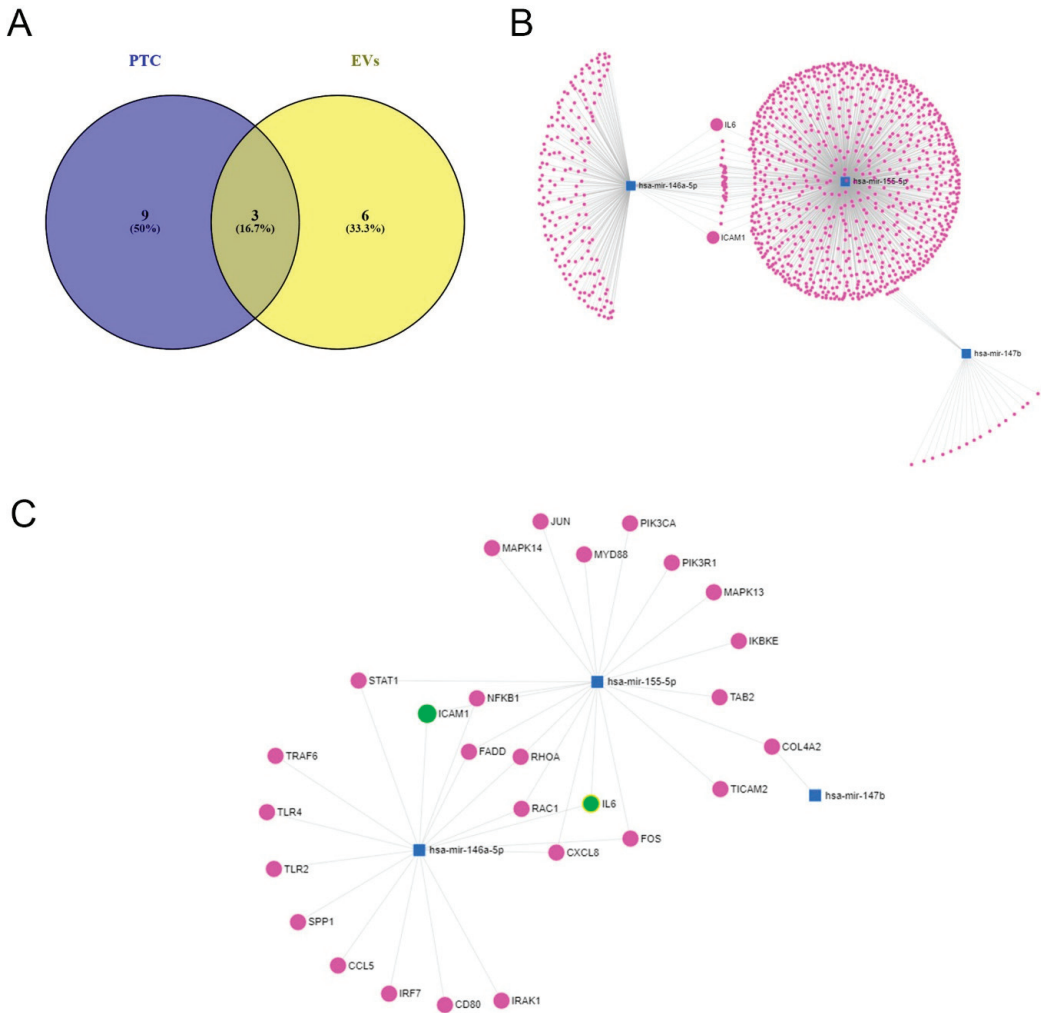 A
PTC
EVs
9
(50%)
3
(16.7%)
6
(33.3%)
B
IL6
hsa-mir-146a-5p
hsa-mir-155-5p
ICAM1
hsa-mir-147b
C
JUN
PIK3CA
MAPK14
MYD88
PIK3R1
MAPK13
IKBKE
STAT1
hsa-mir-155-5p
NFKB1
TAB2
ICAM1
COL4A2
TRAF6
FADD
RHOA
TICAM2
hsa-mir-147b
TLR4
RAC1
IL6
FOS
hsa-mir-146a-5p
CXCL8
TLR2
SPP1
CCL5
IRF7
CD80
IRAK1